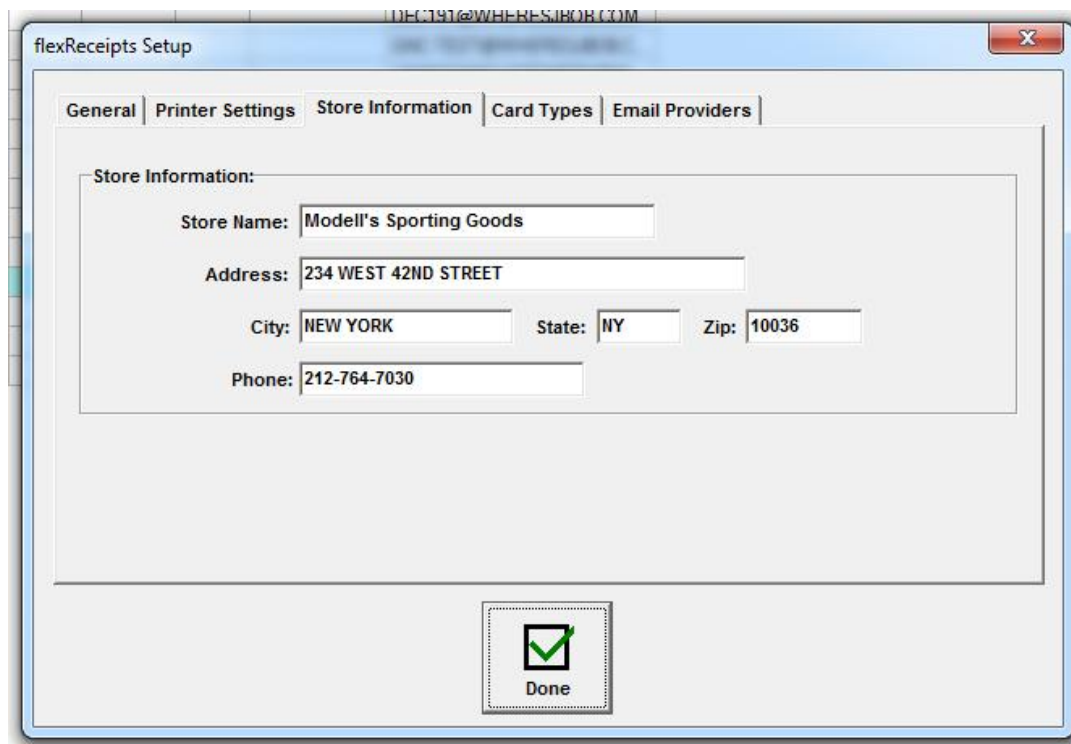 DEC191@WHERESJBOB.COM
flexReceipts Setup
General Printer Settings Store Information Card Types Email Providers
Store Information:
Store Name: Modell's Sporting Goods
Address: 234 WEST 42ND STREET
City: NEW YORK State: NY Zip: 10036
Phone: 212-764-7030
Done